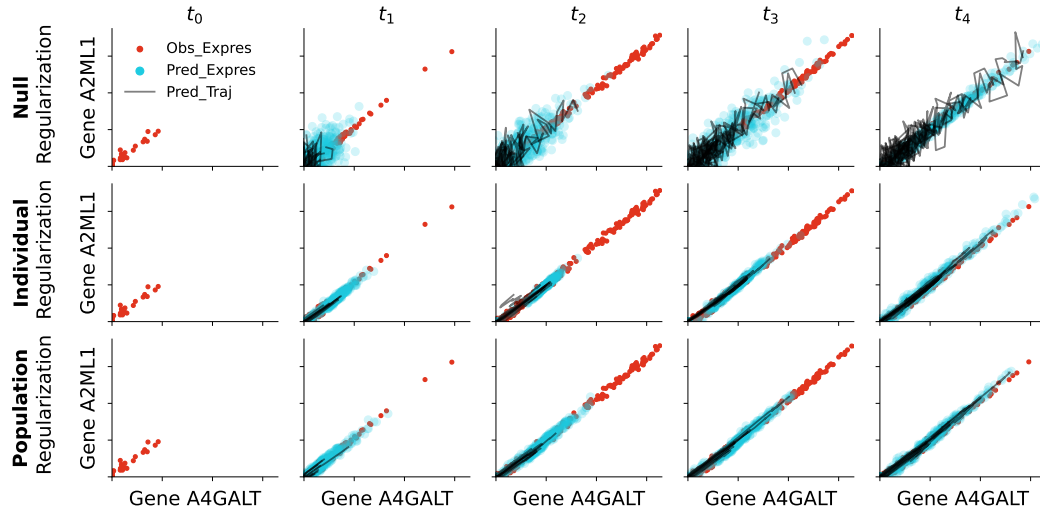 t0 t1 t2 t3 t4
Null
Regularization
Gene A2ML1
Obs_Expres
Pred_Expres
Pred_Traj
Individual
Regularization
Gene A2ML1
Population
Regularization
Gene A2ML1
Gene A4GALT Gene A4GALT Gene A4GALT Gene A4GALT Gene A4GALT